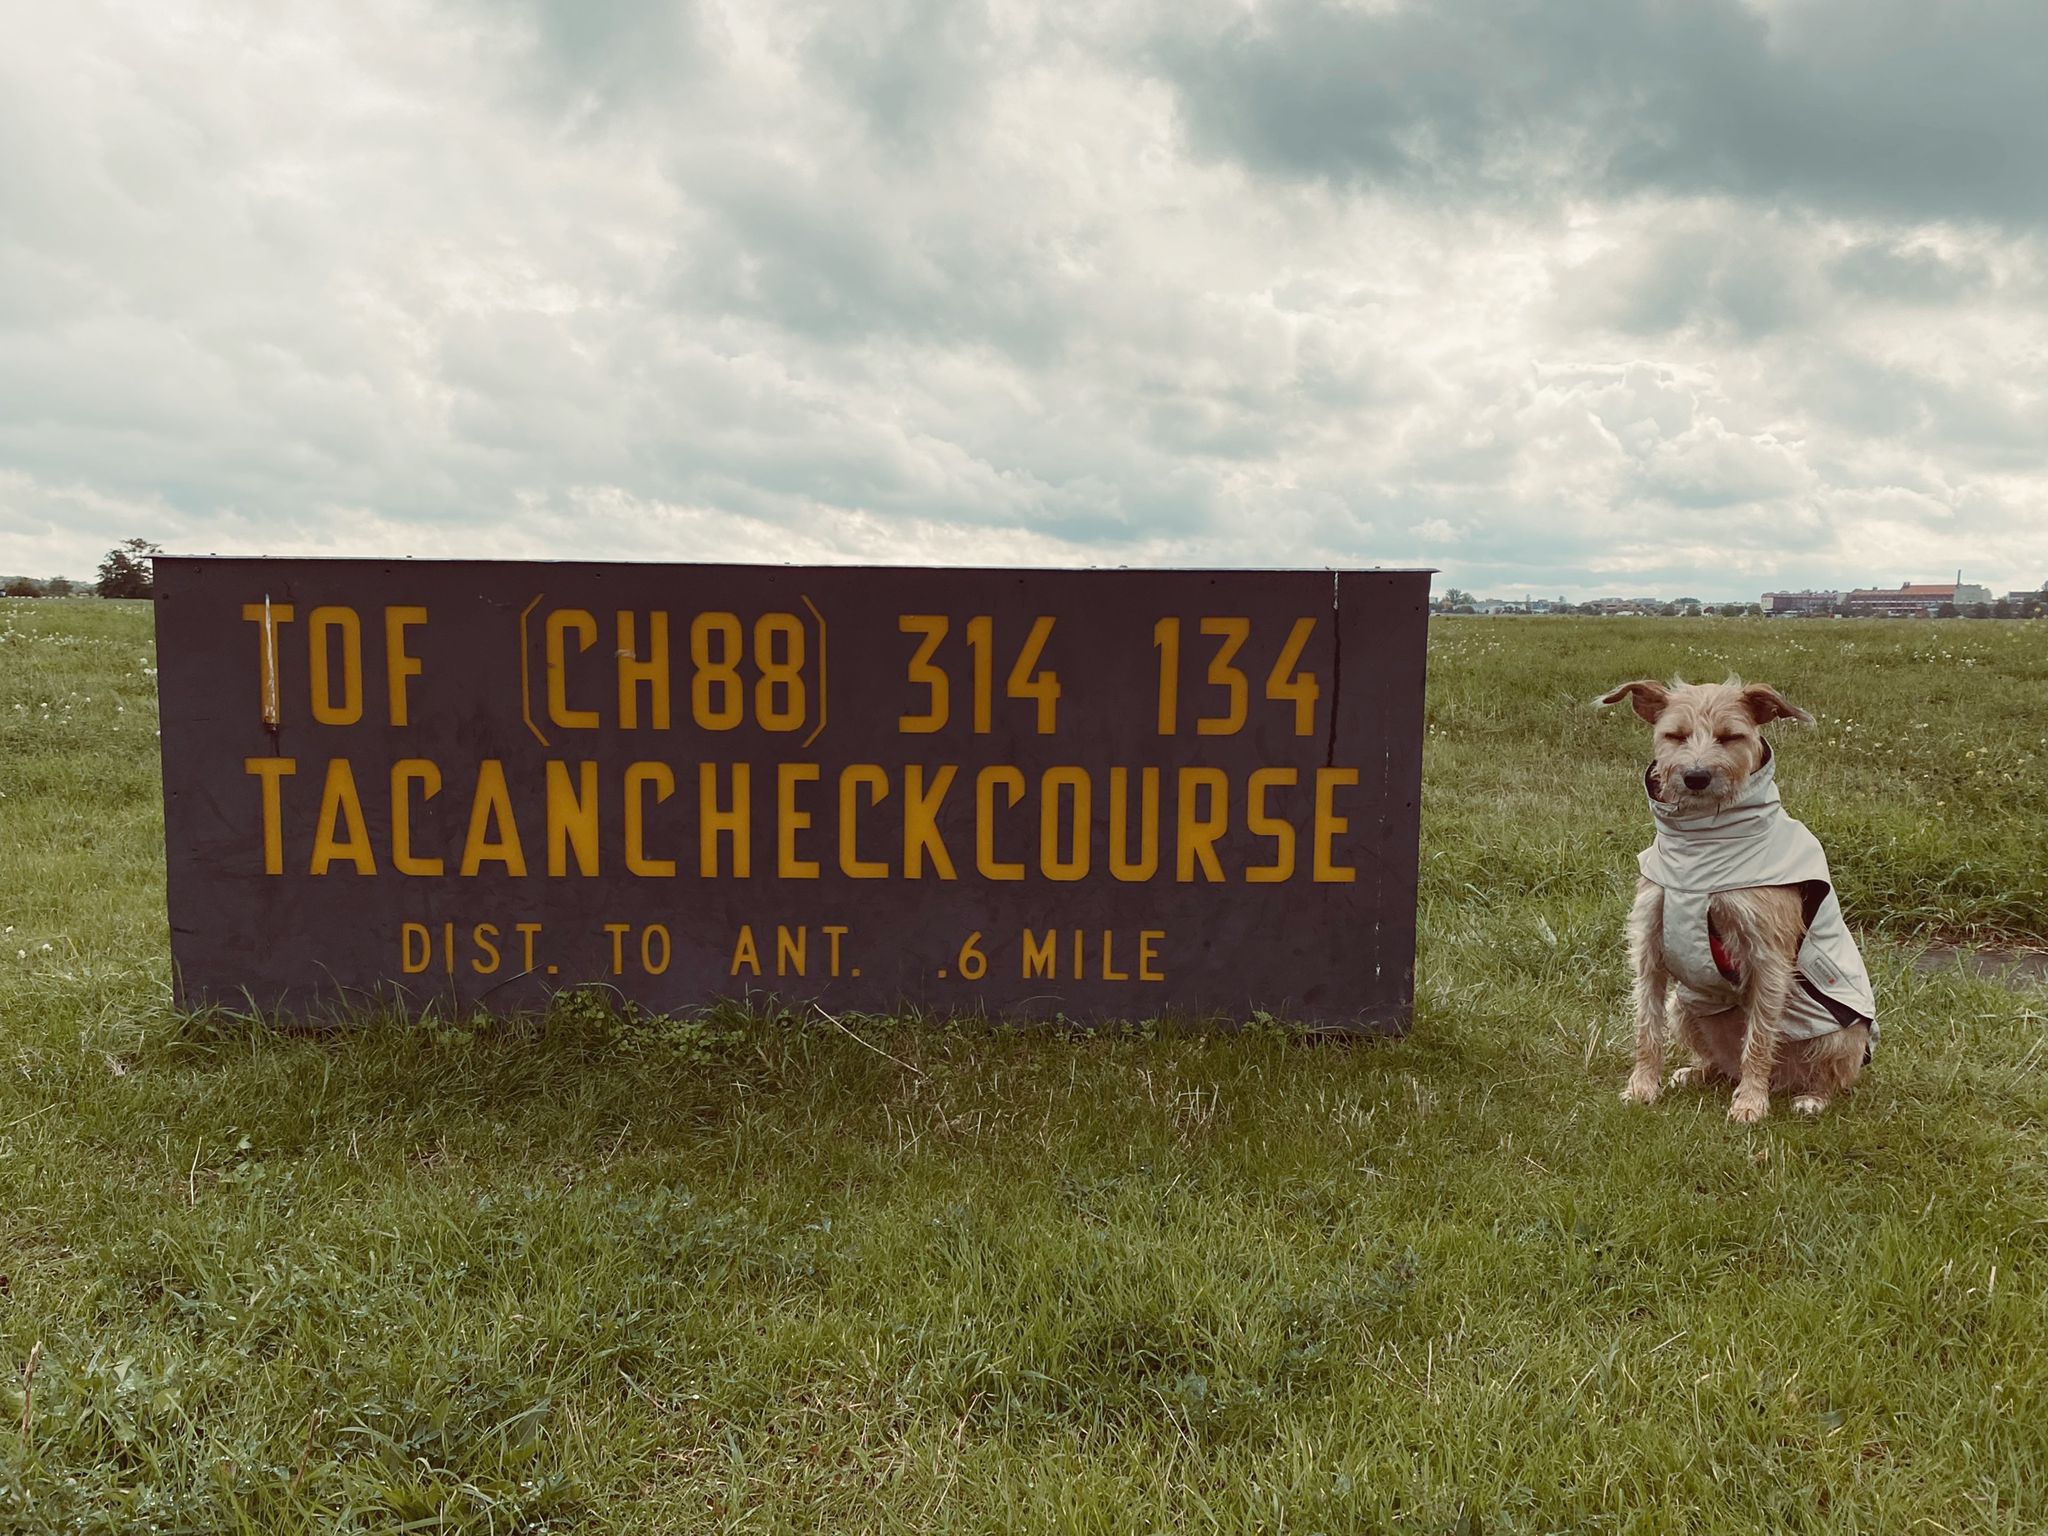 TOF (CH88) 314 134
TACANCHECKCOURSE
DIST. TO ANT. .6 MILE